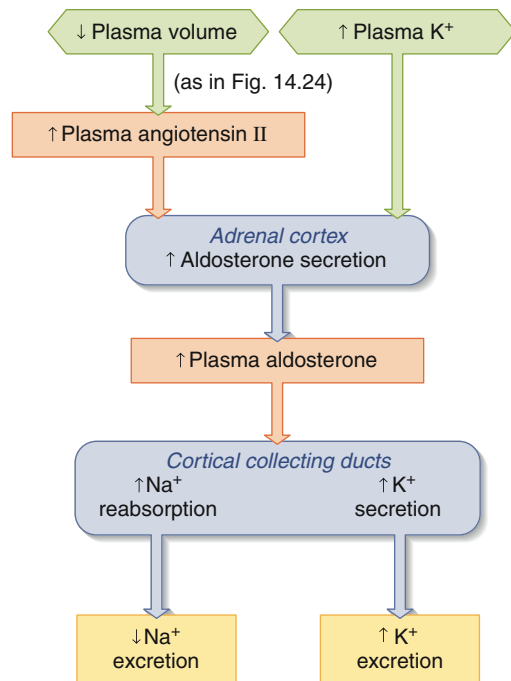 ↓ Plasma volume
↑ Plasma K⁺
(as in Fig. 14.24)
↑ Plasma angiotensin II
Adrenal cortex
↑ Aldosterone secretion
↑ Plasma aldosterone
Cortical collecting ducts
↑ Na⁺
reabsorption
↑ K⁺
secretion
↓ Na⁺
excretion
↑ K⁺
excretion